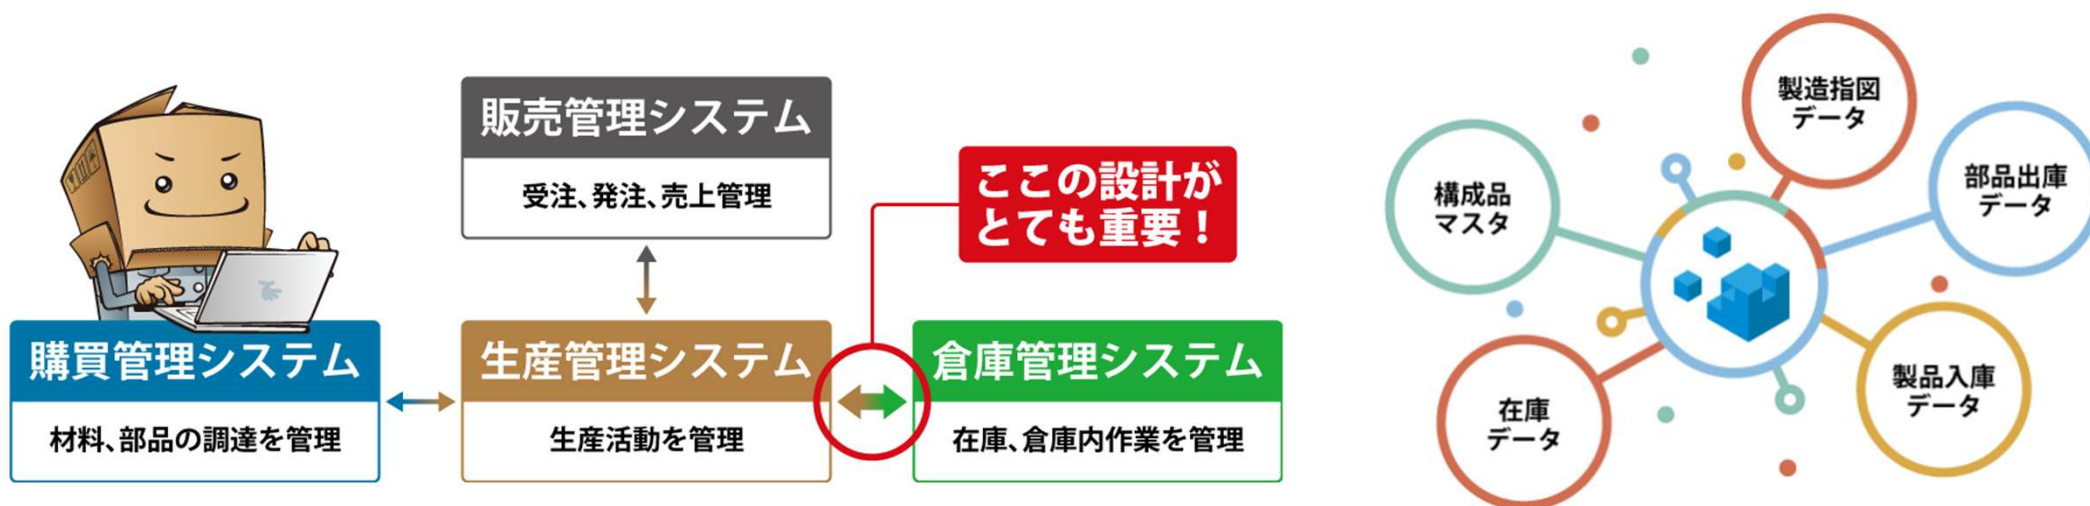 販売管理システム
受注、発注、売上管理
ここの設計が
とても重要！
購買管理システム
材料、部品の調達を管理
生産管理システム
生産活動を管理
倉庫管理システム
在庫、倉庫内作業を管理
製造指図
データ
構成品
マスタ
部品出庫
データ
在庫
データ
製品入庫
データ